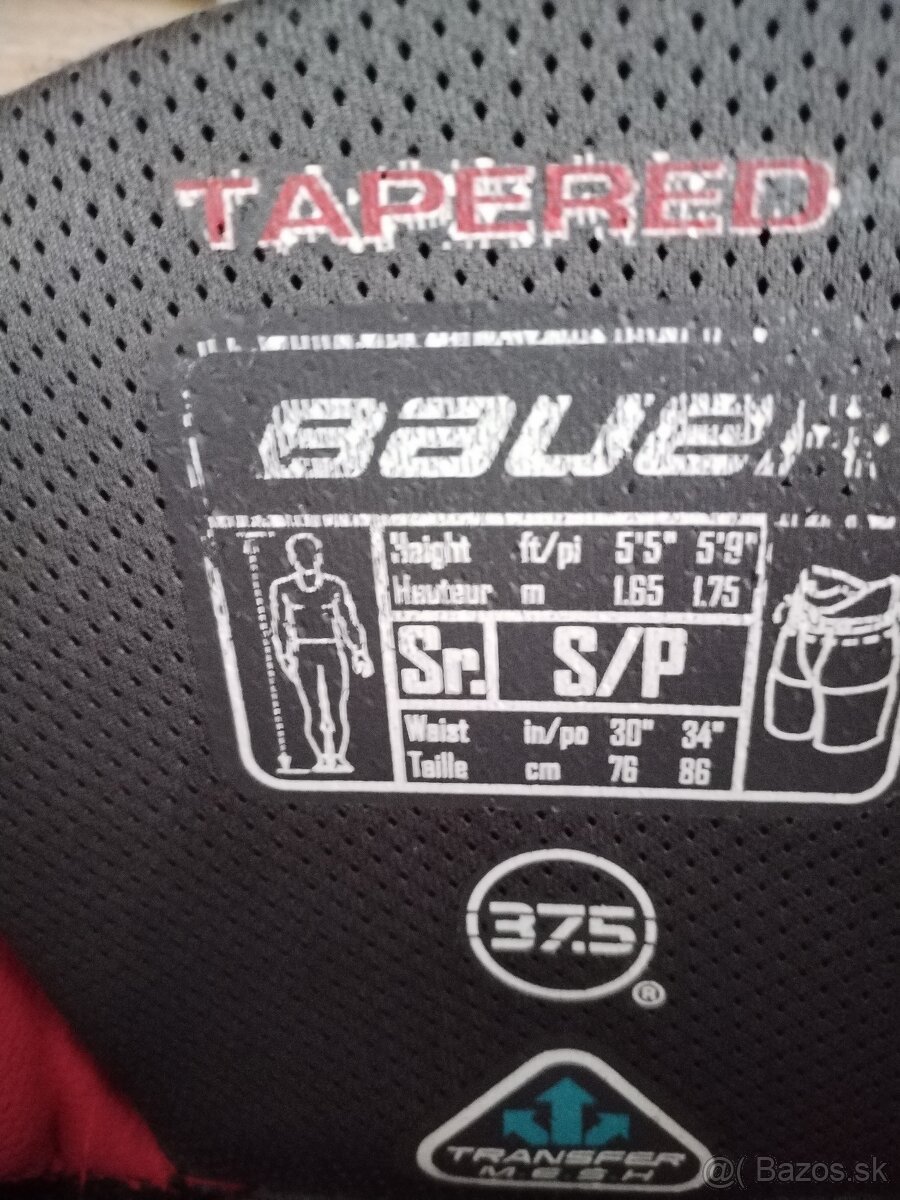 TAPERED
BAUER
Height ft/pi 5'5" 5'9"
Hauteur m 1.65 1.75
Sr. S/P
Waist in/po 30" 34"
Taille cm 76 86
37.5
®
TRANSFER
MESH
@( Bazos.sk